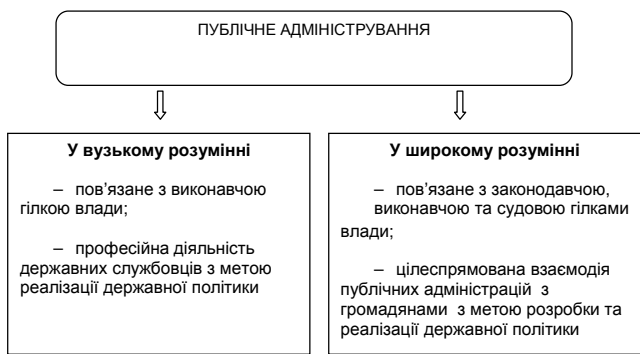 ПУБЛІЧНЕ АДМІНІСТРУВАННЯ
У вузькому розумінні
– пов’язане з виконавчою
гілкою влади;
– професійна діяльність
державних службовців з метою
реалізації державної політики
У широкому розумінні
– пов’язане з законодавчою,
виконавчою та судовою гілками
влади;
– цілеспрямована взаємодія
публічних адміністрацій з
громадянами з метою розробки та
реалізації державної політики